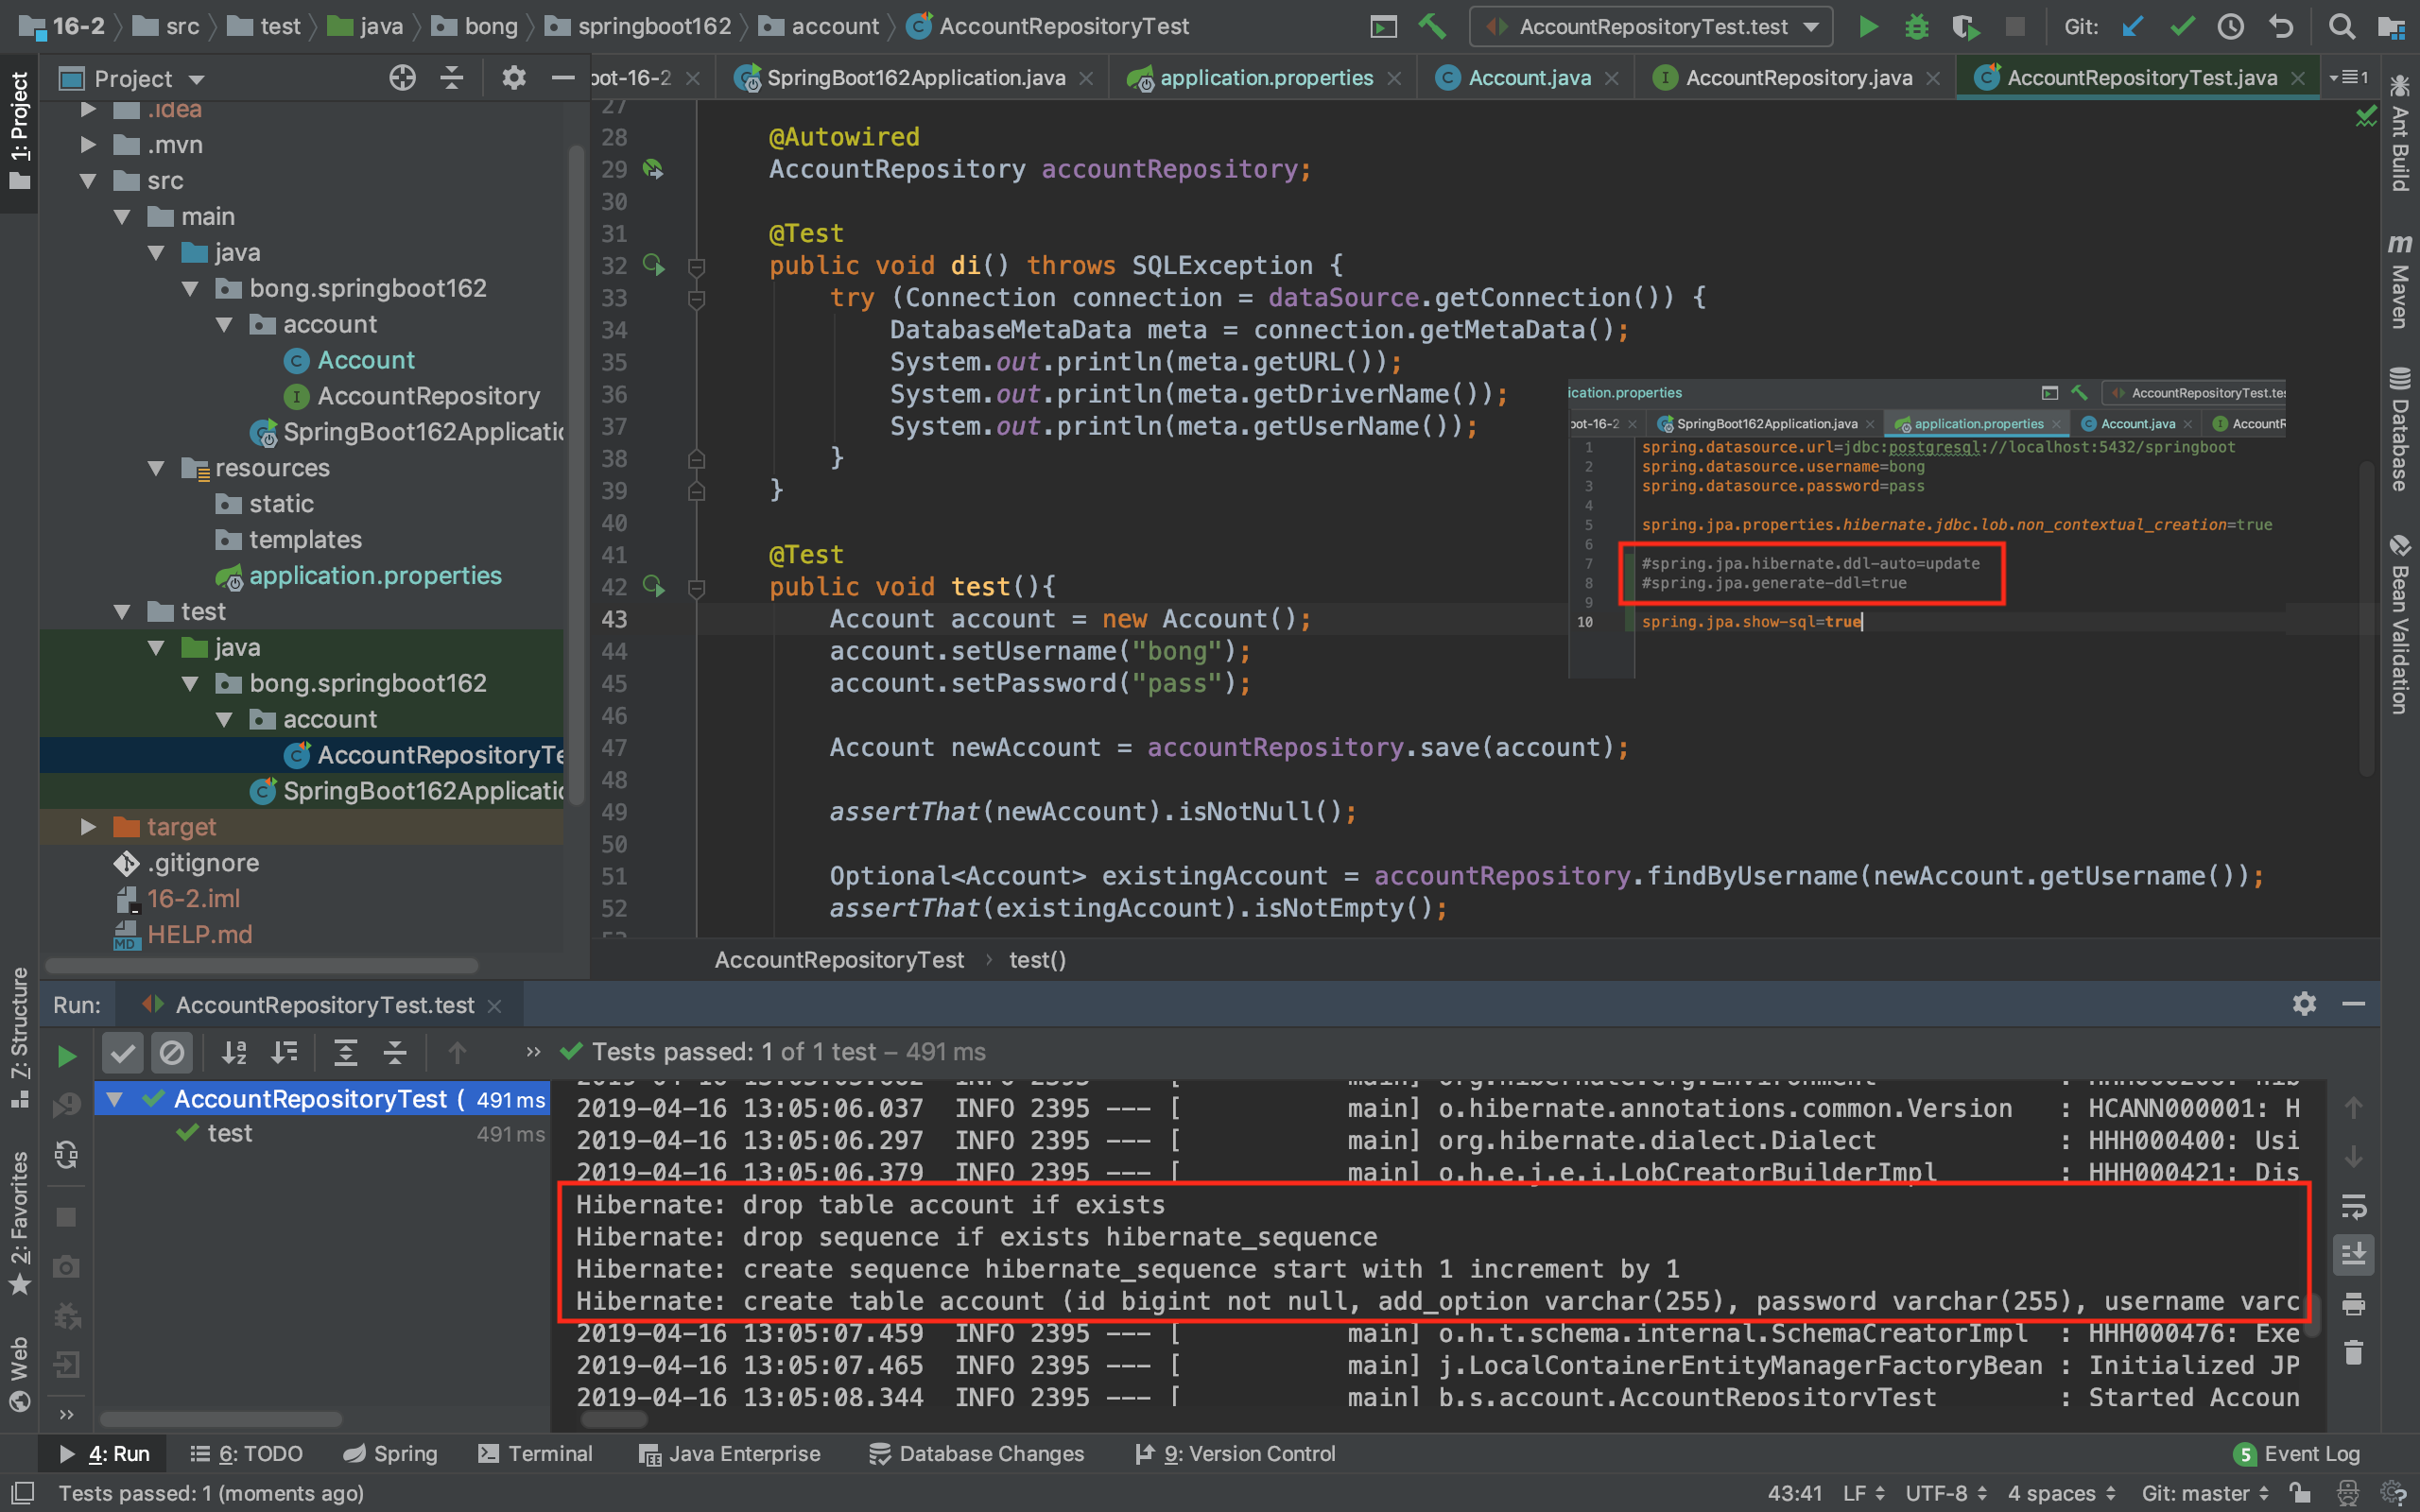 16-2 src test java bong springboot162 account AccountRepositoryTest AccountRepositoryTest.test Git:
1: Project
Project
.idea
.mvn
src
main
java
bong.springboot162
account
Account
AccountRepository
SpringBoot162Applicatio
resources
static
templates
application.properties
test
java
bong.springboot162
account
AccountRepositoryTe
SpringBoot162Applicatio
target
.gitignore
16-2.iml
HELP.md
oot-16-2 SpringBoot162Application.java application.properties Account.java AccountRepository.java AccountRepositoryTest.java 1
27
28 @Autowired
29 AccountRepository accountRepository;
30
31 @Test
32 public void di() throws SQLException {
33 try (Connection connection = dataSource.getConnection()) {
34 DatabaseMetaData meta = connection.getMetaData();
35 System.out.println(meta.getURL());
36 System.out.println(meta.getDriverName());
37 System.out.println(meta.getUserName());
38 }
39 }
40
41 @Test
42 public void test(){
43 Account account = new Account();
44 account.setUsername("bong");
45 account.setPassword("pass");
46
47 Account newAccount = accountRepository.save(account);
48
49 assertThat(newAccount).isNotNull();
50
51 Optional<Account> existingAccount = accountRepository.findByUsername(newAccount.getUsername());
52 assertThat(existingAccount).isNotEmpty();
AccountRepositoryTest test()
ication.properties AccountRepositoryTest.tes
oot-16-2 SpringBoot162Application.java application.properties Account.java AccountR
1 spring.datasource.url=jdbc:postgresql://localhost:5432/springboot
2 spring.datasource.username=bong
3 spring.datasource.password=pass
4
5 spring.jpa.properties.hibernate.jdbc.lob.non_contextual_creation=true
6
7 #spring.jpa.hibernate.ddl-auto=update
8 #spring.jpa.generate-ddl=true
9
10 spring.jpa.show-sql=true
Ant Build
Maven
Database
Bean Validation
7: Structure
2: Favorites
Web
Run: AccountRepositoryTest.test
Tests passed: 1 of 1 test – 491 ms
AccountRepositoryTest ( 491 ms
test 491 ms
2019-04-16 13:05:06.037 INFO 2395 --- [ main] o.hibernate.annotations.common.Version : HCANN000001: H
2019-04-16 13:05:06.297 INFO 2395 --- [ main] org.hibernate.dialect.Dialect : HHH000400: Usi
2019-04-16 13:05:06.379 INFO 2395 --- [ main] o.h.e.j.e.i.LobCreatorBuilderImpl : HHH000421: Dis
Hibernate: drop table account if exists
Hibernate: drop sequence if exists hibernate_sequence
Hibernate: create sequence hibernate_sequence start with 1 increment by 1
Hibernate: create table account (id bigint not null, add_option varchar(255), password varchar(255), username varc
2019-04-16 13:05:07.459 INFO 2395 --- [ main] o.h.t.schema.internal.SchemaCreatorImpl : HHH000476: Exe
2019-04-16 13:05:07.465 INFO 2395 --- [ main] j.LocalContainerEntityManagerFactoryBean : Initialized JP
2019-04-16 13:05:08.344 INFO 2395 --- [ main] b.s.account.AccountRepositoryTest : Started Accoun
4: Run 6: TODO Spring Terminal Java Enterprise Database Changes 9: Version Control 5 Event Log
Tests passed: 1 (moments ago) 43:41 LF UTF-8 4 spaces Git: master